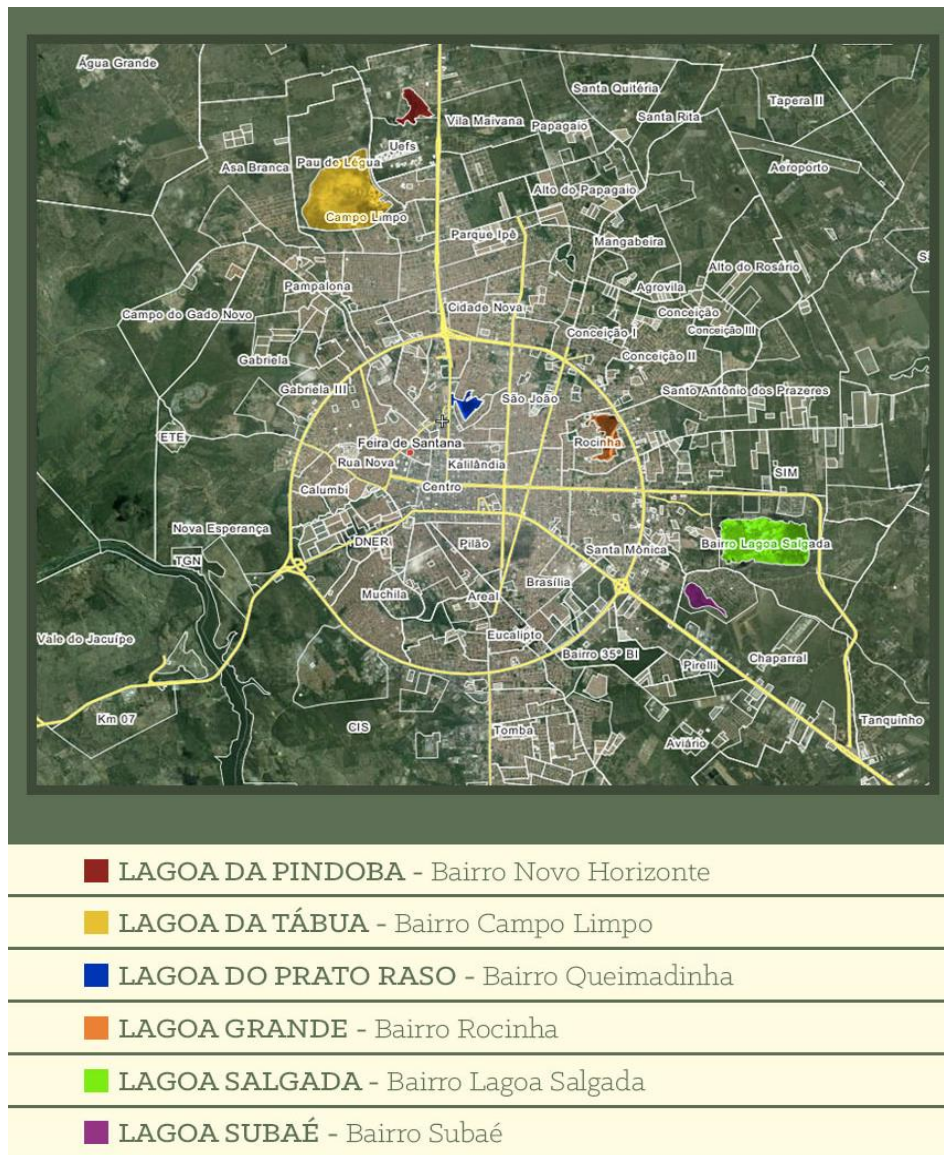 Água Grande
Santa Quitéria
Tapera II
Santa Rita
Vila Maivana
Papagaio
Uefs
Asa Branca
Pau de Légua
Aeroporto
Alto do Papagaio
Campo Limpo
Parque Ipê
Mangabeira
Alto do Rosário
Pampalona
Agrovila
Cidade Nova
Campo do Gado Novo
Conceição
Conceição I
Conceição III
Gabriela
Conceição II
Gabriela III
Santo Antônio dos Prazeres
São João
ETE
Feira de Santana
Rocinha
Rua Nova
Kalilândia
SIM
Calumbi
Centro
Nova Esperança
DNER
Pilão
Santa Mônica
Bairro Lagoa Salgada
TGN
Brasília
Muchila
Areal
Eucalipto
Vale do Jacuípe
Bairro 35º BI
Pirelli
Chaparral
Km 07
CIS
Tomba
Tanquinho
Aviário
LAGOA DA PINDOBA - Bairro Novo Horizonte
LAGOA DA TÁBUA - Bairro Campo Limpo
LAGOA DO PRATO RASO - Bairro Queimadinha
LAGOA GRANDE - Bairro Rocinha
LAGOA SALGADA - Bairro Lagoa Salgada
LAGOA SUBAÉ - Bairro Subaé